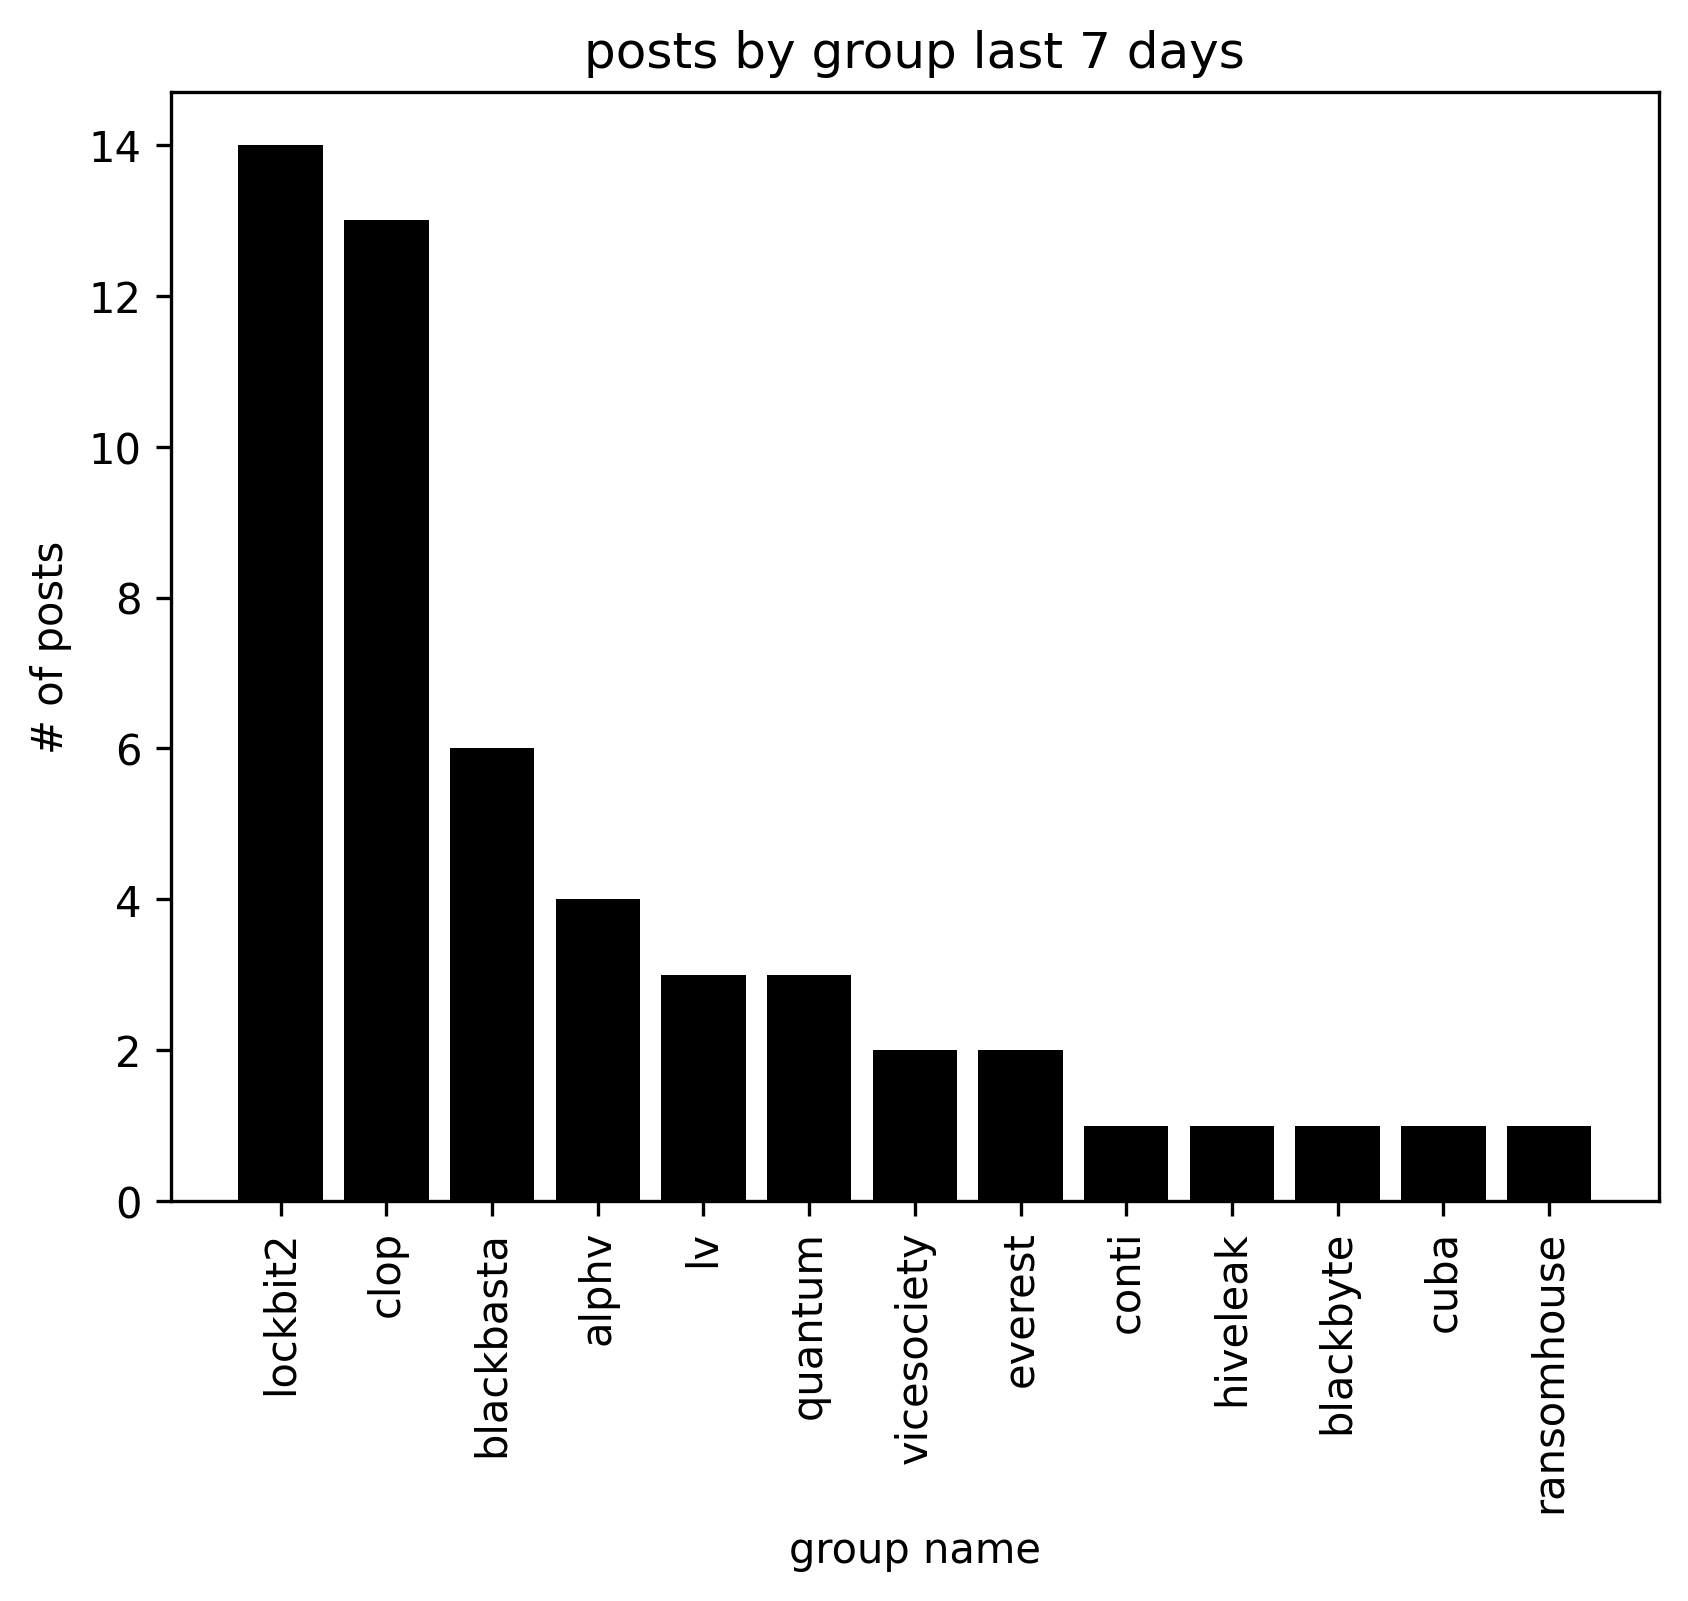 posts by group last 7 days
14
12
10
8
6
4
2
0
# of posts
lockbit2
clop
blackbasta
alphv
lv
quantum
vicesociety
everest
conti
hiveleak
blackbyte
cuba
ransomhouse
group name